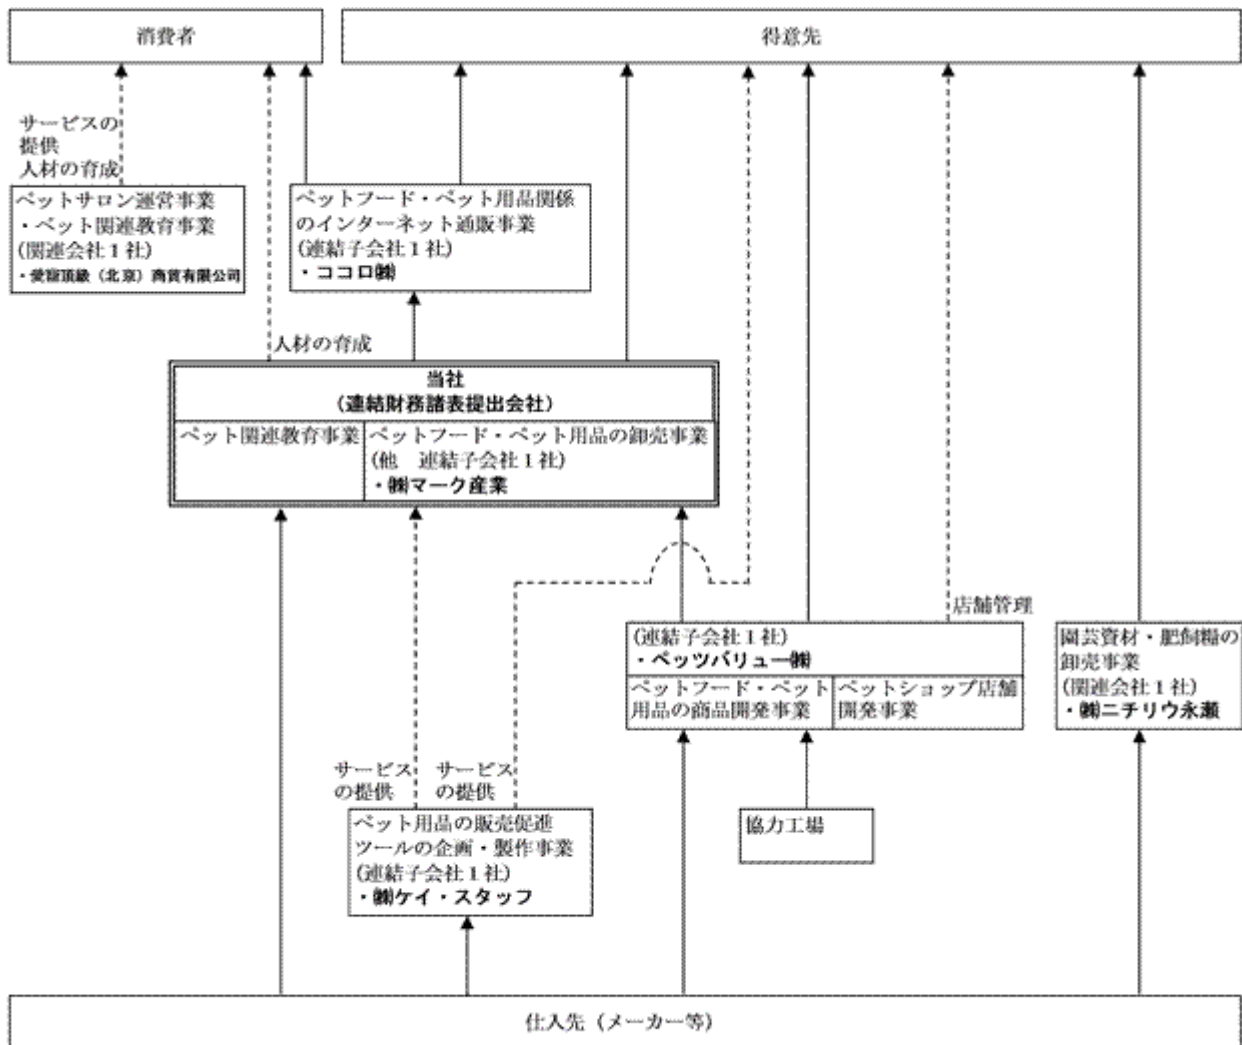 消費者
得意先
サービスの
提供
人材の育成
ペットサロン運営事業
・ペット関連教育事業
(関連会社1社)
・愛寵頂級(北京)商貿有限公司
ペットフード・ペット用品関係
のインターネット通販事業
(連結子会社1社)
・ココロ㈱
人材の育成
当社
(連結財務諸表提出会社)
ペット関連教育事業
ペットフード・ペット用品の卸売事業
(他 連結子会社1社)
・㈱マーク産業
店舗管理
(連結子会社1社)
・ペッツバリュー㈱
ペットフード・ペット
用品の商品開発事業
ペットショップ店舗
開発事業
園芸資材・肥飼糧の
卸売事業
(関連会社1社)
・㈱ニチリウ永瀬
サービス
の提供
サービス
の提供
ペット用品の販売促進
ツールの企画・製作事業
(連結子会社1社)
・㈱ケイ・スタッフ
協力工場
仕入先(メーカー等)